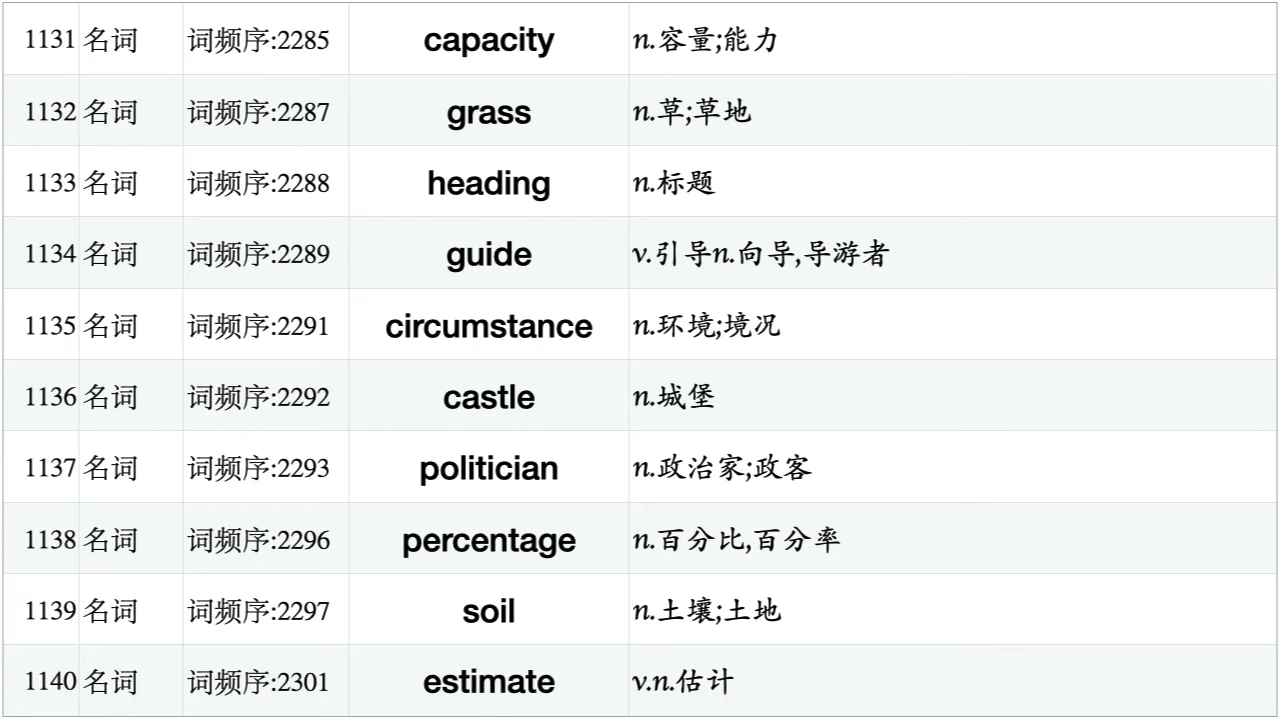 1131 名词 词频序:2285 capacity n.容量;能力
1132 名词 词频序:2287 grass n.草;草地
1133 名词 词频序:2288 heading n.标题
1134 名词 词频序:2289 guide v.引导n.向导,导游者
1135 名词 词频序:2291 circumstance n.环境;境况
1136 名词 词频序:2292 castle n.城堡
1137 名词 词频序:2293 politician n.政治家;政客
1138 名词 词频序:2296 percentage n.百分比,百分率
1139 名词 词频序:2297 soil n.土壤;土地
1140 名词 词频序:2301 estimate v.n.估计